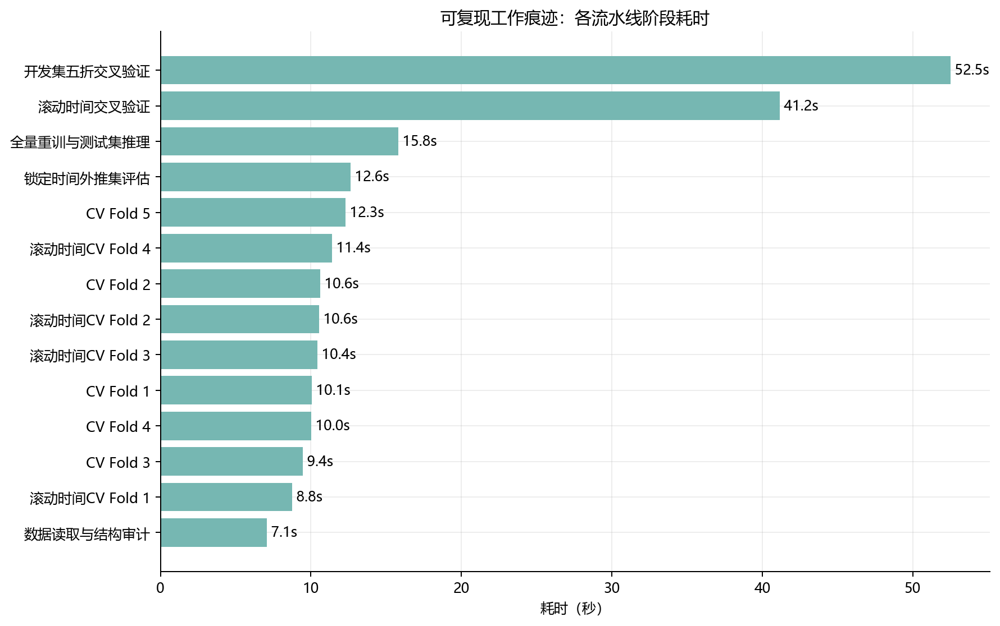 可复现工作痕迹：各流水线阶段耗时
开发集五折交叉验证 52.5s
滚动时间交叉验证 41.2s
全量重训与测试集推理 15.8s
锁定时间外推集评估 12.6s
CV Fold 5 12.3s
滚动时间CV Fold 4 11.4s
CV Fold 2 10.6s
滚动时间CV Fold 2 10.6s
滚动时间CV Fold 3 10.4s
CV Fold 1 10.1s
CV Fold 4 10.0s
CV Fold 3 9.4s
滚动时间CV Fold 1 8.8s
数据读取与结构审计 7.1s
0 10 20 30 40 50
耗时（秒）